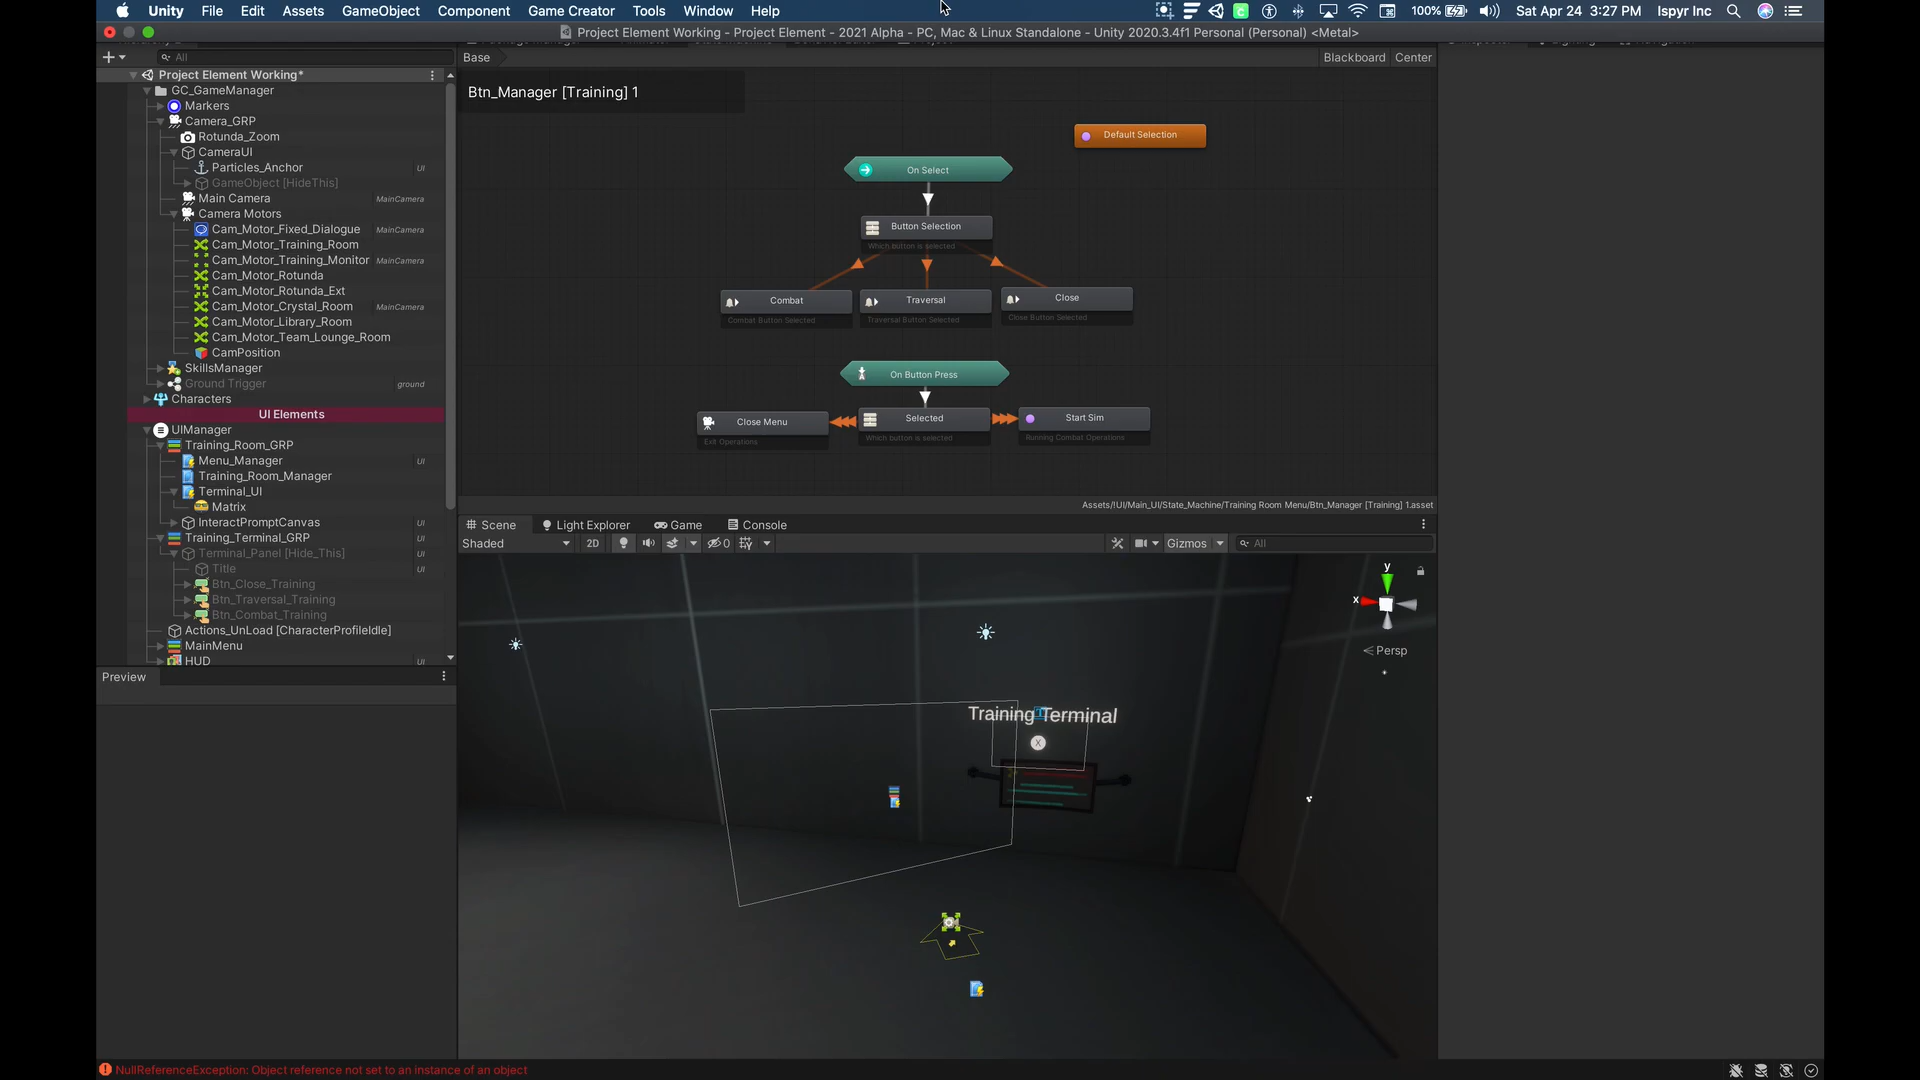 Unity File Edit Assets GameObject Component Game Creator Tools Window Help
100% Sat Apr 24 3:27 PM Ispyr Inc
Project Element Working - Project Element - 2021 Alpha - PC, Mac & Linux Standalone - Unity 2020.3.4f1 Personal (Personal) <Metal>
All
Project Element Working*
GC_GameManager
Markers
Camera_GRP
Rotunda_Zoom
CameraUI
Particles_Anchor UI
GameObject [HideThis]
Main Camera MainCamera
Camera Motors
Cam_Motor_Fixed_Dialogue MainCamera
Cam_Motor_Training_Room
Cam_Motor_Training_Monitor MainCamera
Cam_Motor_Rotunda
Cam_Motor_Rotunda_Ext
Cam_Motor_Crystal_Room MainCamera
Cam_Motor_Library_Room
Cam_Motor_Team_Lounge_Room
CamPosition
SkillsManager
Ground Trigger ground
Characters
UI Elements
UIManager
Training_Room_GRP
Menu_Manager UI
Training_Room_Manager
Terminal_UI
Matrix
InteractPromptCanvas UI
Training_Terminal_GRP
Terminal_Panel [Hide_This] UI
Title UI
Btn_Close_Training
Btn_Traversal_Training
Btn_Combat_Training
Actions_UnLoad [CharacterProfileIdle]
MainMenu
HUD UI
Preview
Base
Blackboard Center
Btn_Manager [Training] 1
Default Selection
On Select
Button Selection
Which button is selected
Combat
Combat Button Selected
Traversal
Traversal Button Selected
Close
Close Button Selected
On Button Press
Close Menu
Exit Operations
Selected
Which button is selected
Start Sim
Running Combat Operations
Assets/!UI/Main_UI/State_Machine/Training Room Menu/Btn_Manager [Training] 1.asset
Scene Light Explorer Game Console
Shaded 2D 0 Gizmos All
y
x
Persp
Training Terminal
X
NullReferenceException: Object reference not set to an instance of an object